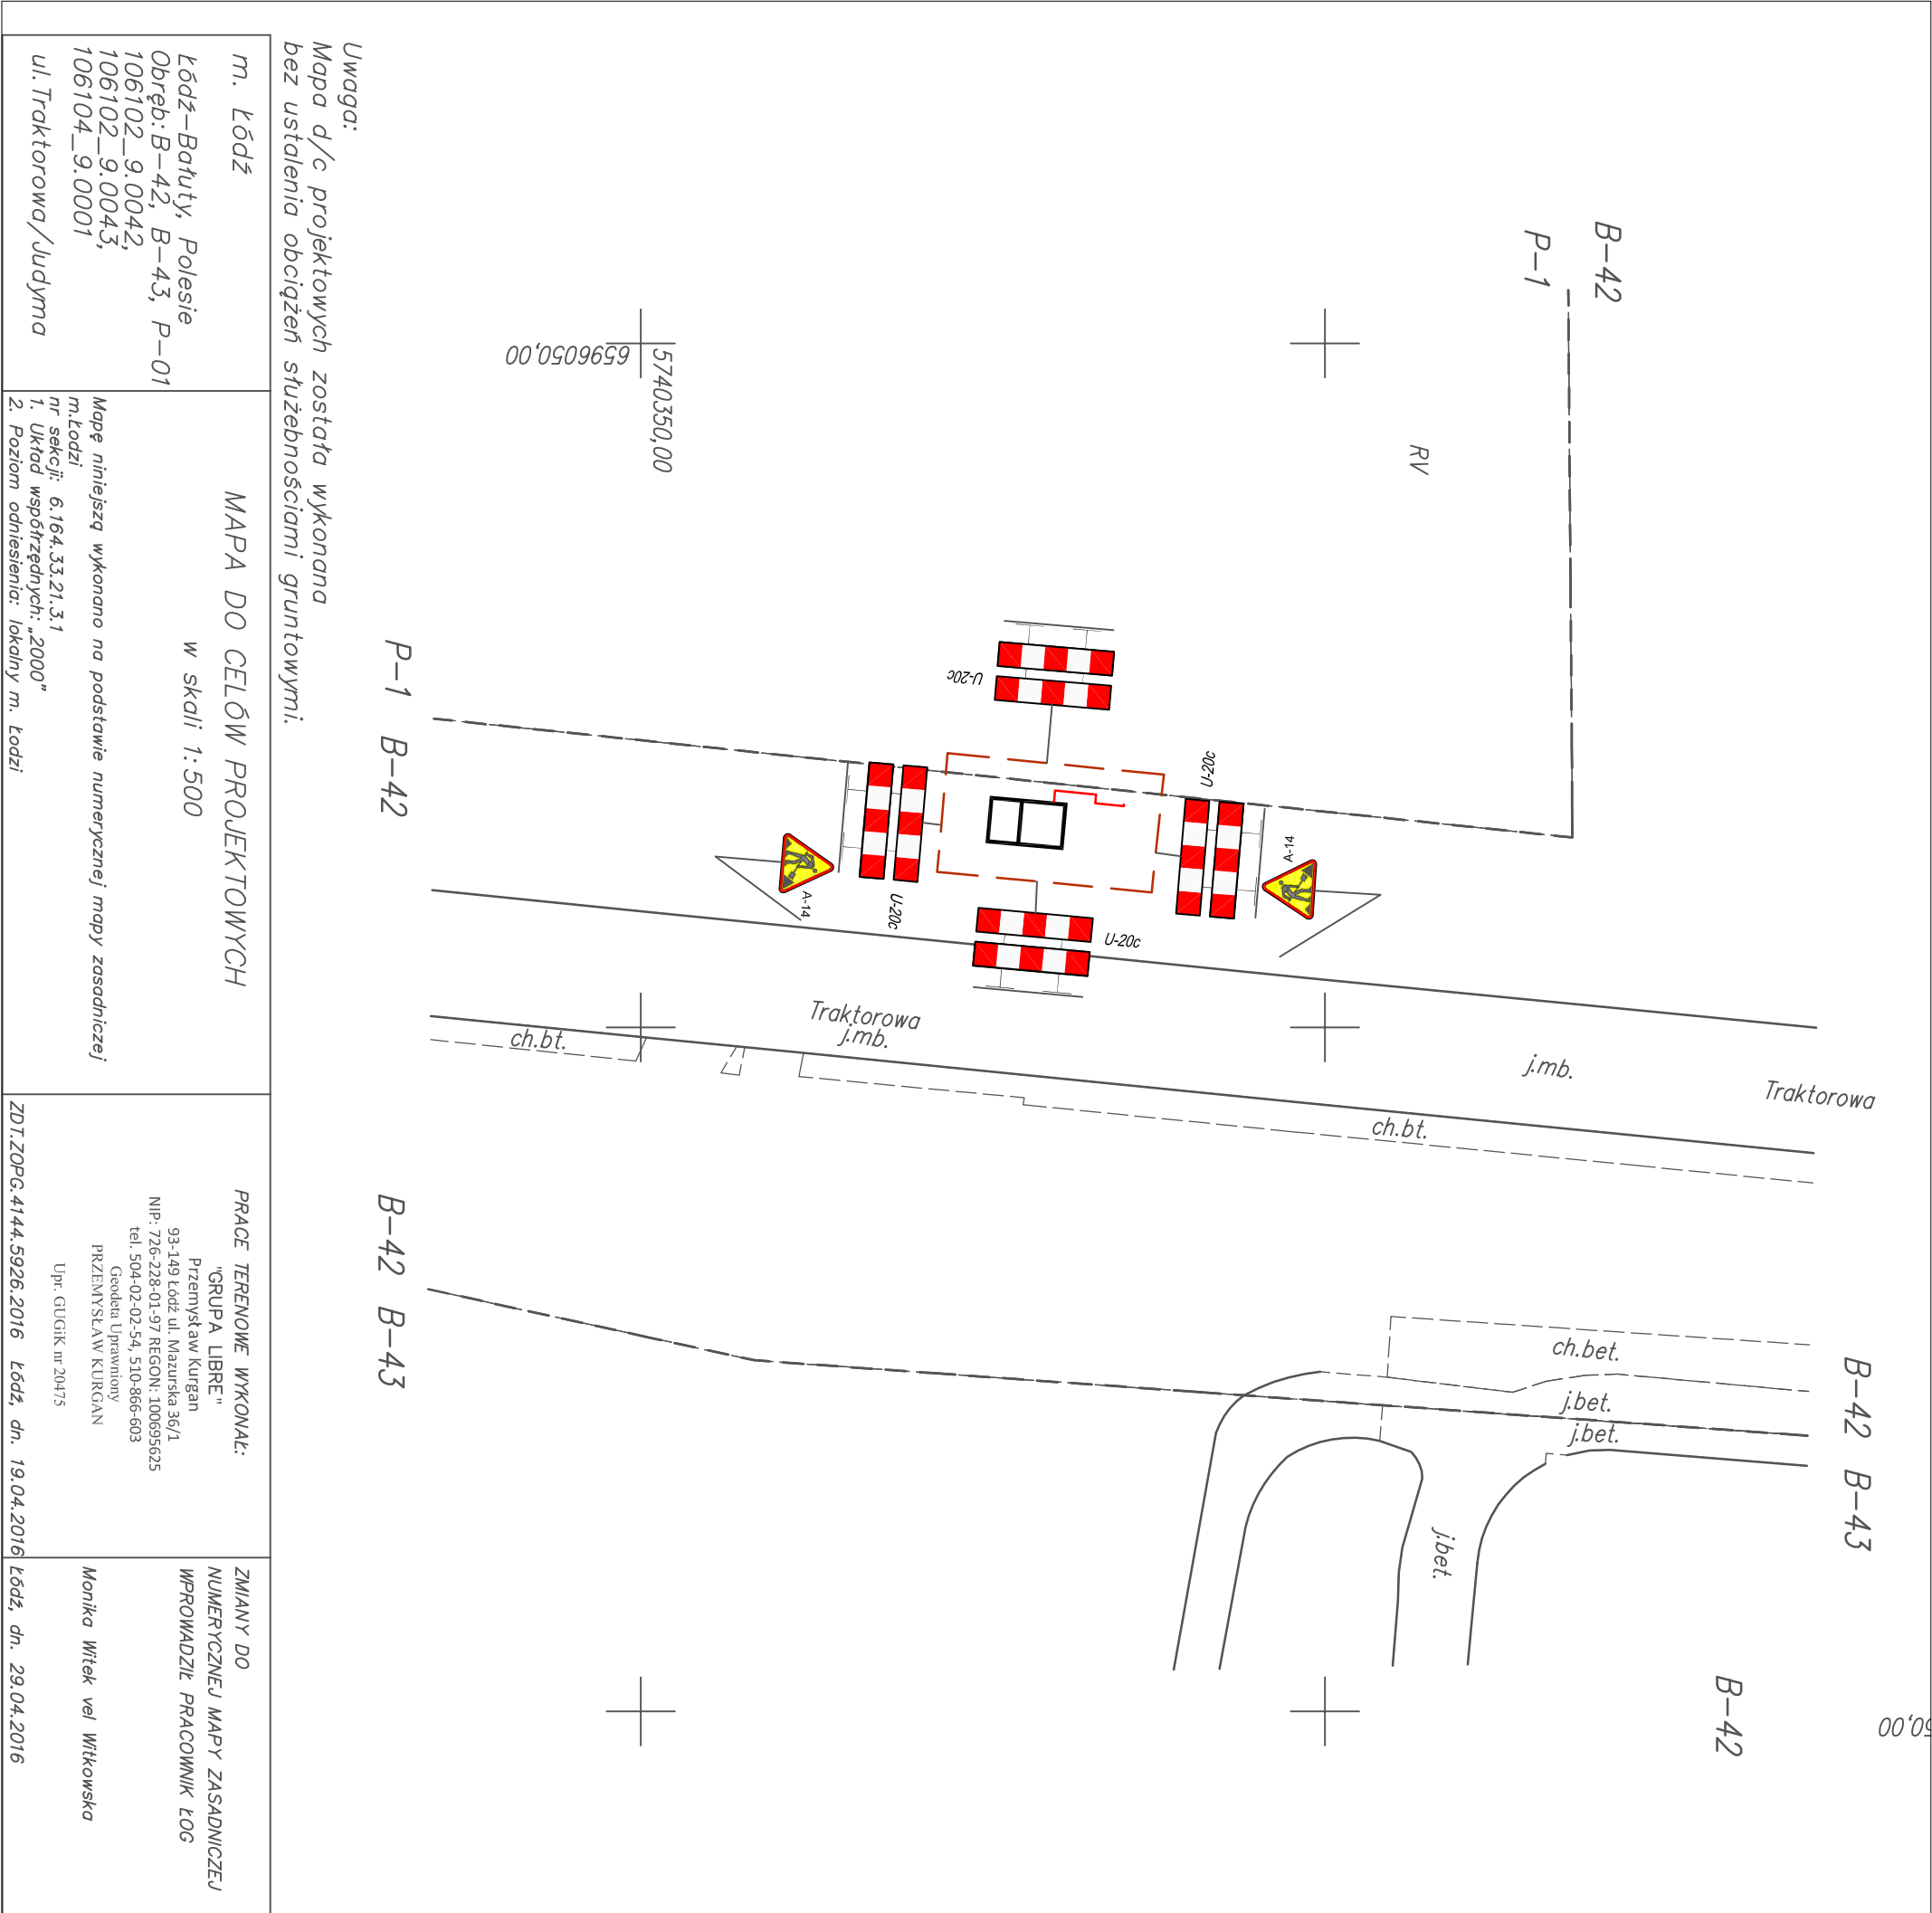 B-42
P-1
RV
5740350,00
6596050,00
U-20c
U-20c
A-14
U-20c
A-14
U-20c
P-1 B-42
Traktorowa
j.mb.
ch.bt.
j.mb.
Traktorowa
ch.bt.
B-42 B-43
ch.bet.
j.bet.
j.bet.
j.bet.
B-42 B-43
B-42
50,00
Uwaga:
Mapa d/c projektowych została wykonana
bez ustalenia obciążeń służebnościami gruntowymi.
m. Łódź
Łódź-Bałuty, Polesie
Obręb: B-42, B-43, P-01
106102_9.0042,
106102_9.0043,
106104_9.0001
ul.Traktorowa/Judyma
MAPA DO CELÓW PROJEKTOWYCH
w skali 1:500
Mapę niniejszą wykonano na podstawie numerycznej mapy zasadniczej
m.Łodzi
nr sekcji: 6.164.33.21.3.1
1. Układ współrzędnych: „2000"
2. Poziom odniesienia: lokalny m. Łodzi
PRACE TERENOWE WYKONAŁ:
"GRUPA LIBRE"
Przemysław Kurgan
93-149 Łódź ul. Mazurska 36/1
NIP: 726-228-01-97 REGON: 100695625
tel. 504-02-02-54, 510-866-603
Geodeta Uprawniony
PRZEMYSŁAW KURGAN
Upr. GUGiK nr 20475
ZDT.ZOPG.4144.5926.2016 Łódź, dn. 19.04.2016
ZMIANY DO
NUMERYCZNEJ MAPY ZASADNICZEJ
WPROWADZIŁ PRACOWNIK ŁOG
Monika Witek vel Witkowska
Łódź, dn. 29.04.2016